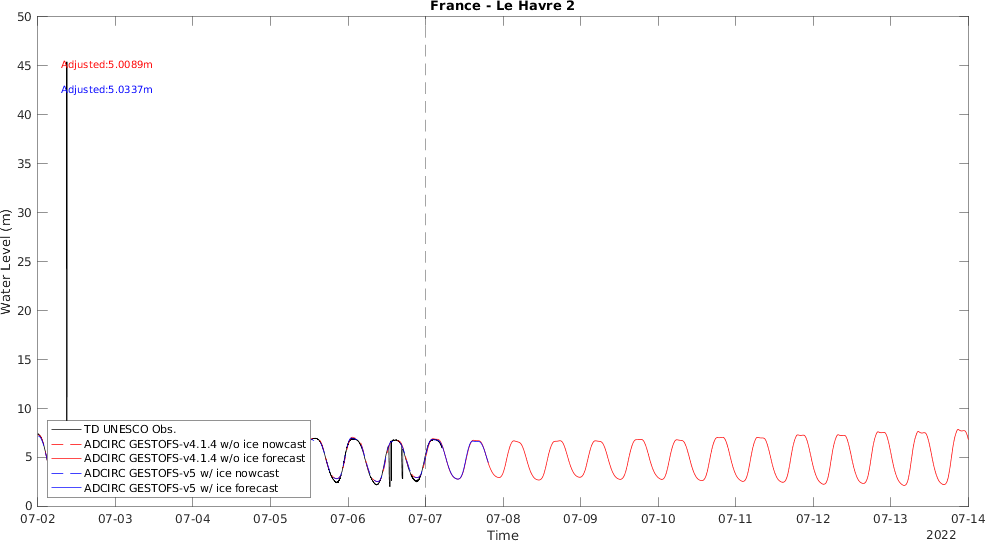 France - Le Havre 2
50
45
40
35
30
25
20
15
10
5
0
Water Level (m)
Adjusted:5.0089m
Adjusted:5.0337m
TD UNESCO Obs.
ADCIRC GESTOFS-v4.1.4 w/o ice nowcast
ADCIRC GESTOFS-v4.1.4 w/o ice forecast
ADCIRC GESTOFS-v5 w/ ice nowcast
ADCIRC GESTOFS-v5 w/ ice forecast
07-02 07-03 07-04 07-05 07-06 07-07 07-08 07-09 07-10 07-11 07-12 07-13 07-14
Time
2022